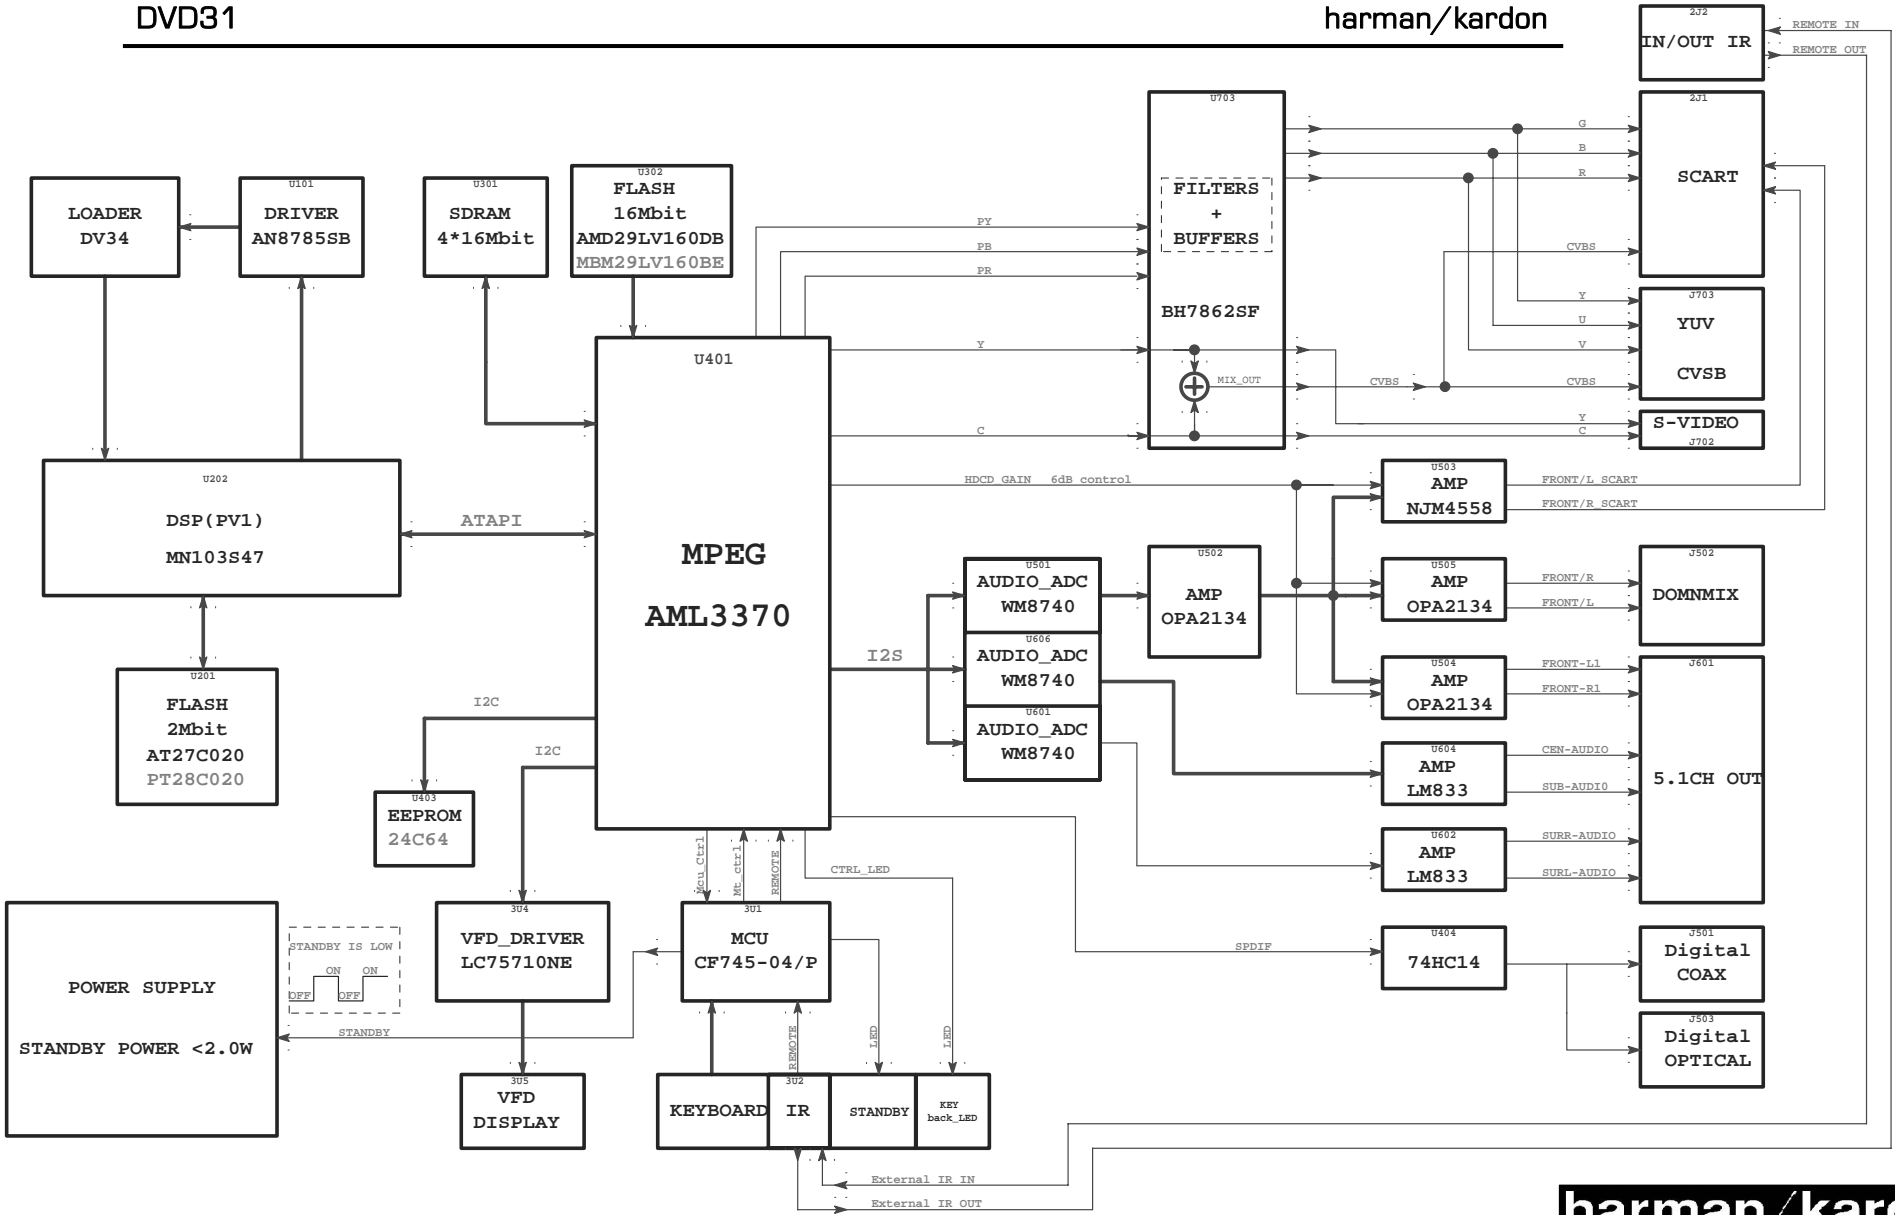 DVD31
harman/kardon
2J2
IN/OUT IR
REMOTE IN
REMOTE OUT
U703
FILTERS
+
BUFFERS
BH7862SF
MIX_OUT
G
B
R
CVBS
2J1
SCART
Y
U
V
CVBS
CVBS
J703
YUV
CVSB
Y
C
S-VIDEO
J702
LOADER
DV34
U101
DRIVER
AN8785SB
U301
SDRAM
4*16Mbit
U302
FLASH
16Mbit
AMD29LV160DB
MBM29LV160BE
PY
PB
PR
Y
C
U401
MPEG
AML3370
U202
DSP(PV1)
MN103S47
ATAPI
U201
FLASH
2Mbit
AT27C020
PT28C020
HDCD GAIN 6dB control
U503
AMP
NJM4558
FRONT/L SCART
FRONT/R_SCART
I2S
U501
AUDIO_ADC
WM8740
U606
AUDIO_ADC
WM8740
U601
AUDIO_ADC
WM8740
U502
AMP
OPA2134
U505
AMP
OPA2134
FRONT/R
FRONT/L
J502
DOMNMIX
U504
AMP
OPA2134
FRONT-L1
FRONT-R1
J601
5.1CH OUT
U604
AMP
LM833
CEN-AUDIO
SUB-AUDI0
U602
AMP
LM833
SURR-AUDIO
SURL-AUDIO
I2C
I2C
U403
EEPROM
24C64
Mcu_Ctrl
Mt_ctrl
REMOTE
CTRL_LED
3U4
VFD_DRIVER
LC75710NE
3U1
MCU
CF745-04/P
SPDIF
U404
74HC14
J501
Digital
COAX
J503
Digital
OPTICAL
POWER SUPPLY
STANDBY POWER <2.0W
STANDBY IS LOW
ON
ON
OFF
OFF
STANDBY
REMOTE
LED
LED
3U5
VFD
DISPLAY
KEYBOARD
3U2
IR
STANDBY
KEY
back_LED
External IR IN
External IR OUT
harman/kard